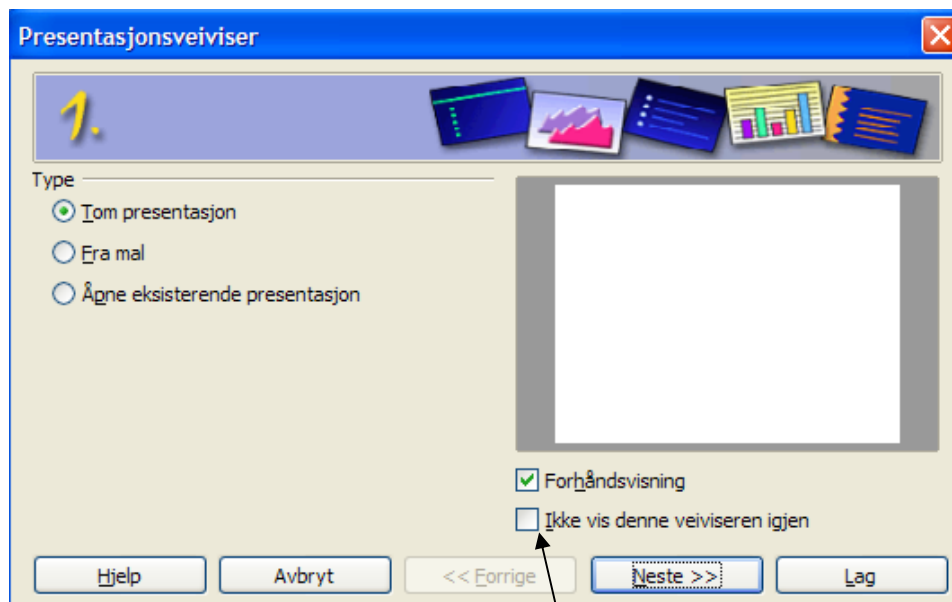 Presentasjonsveiviser
1.
Type
Tom presentasjon
Fra mal
Åpne eksisterende presentasjon
Forhåndsvisning
Ikke vis denne veiviseren igjen
Hjelp
Avbryt
<< Forrige
Neste >>
Lag